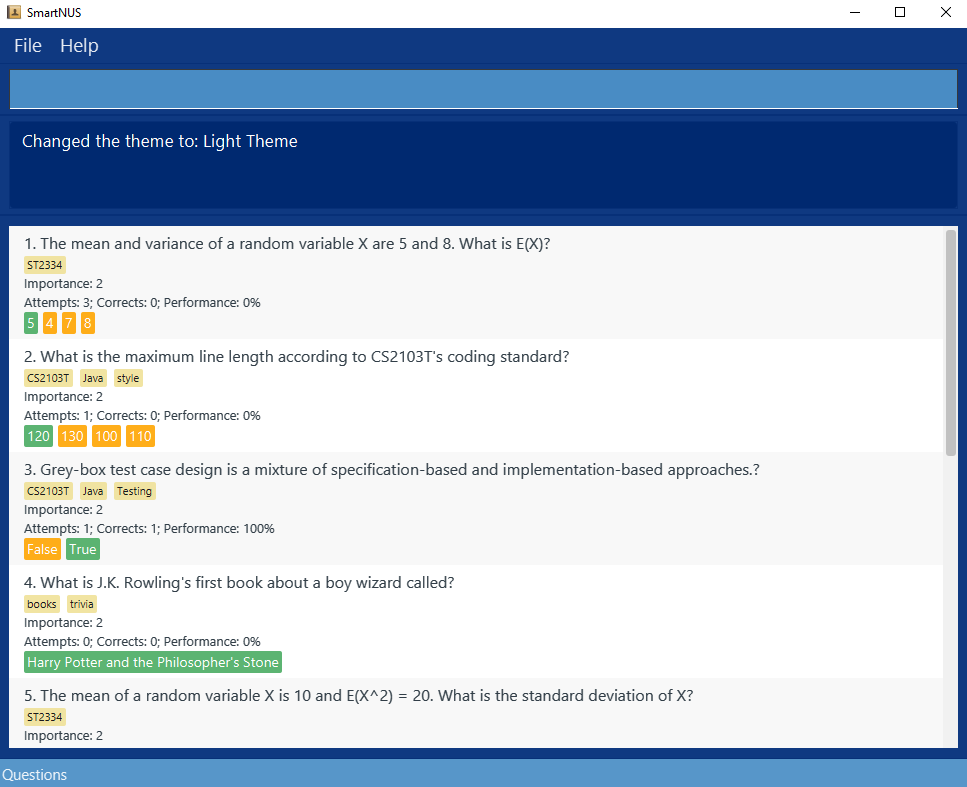 SmartNUS
File Help
Changed the theme to: Light Theme
1. The mean and variance of a random variable X are 5 and 8. What is E(X)?
ST2334
Importance: 2
Attempts: 3; Corrects: 0; Performance: 0%
5 4 7 8
2. What is the maximum line length according to CS2103T's coding standard?
CS2103T Java style
Importance: 2
Attempts: 1; Corrects: 0; Performance: 0%
120 130 100 110
3. Grey-box test case design is a mixture of specification-based and implementation-based approaches.?
CS2103T Java Testing
Importance: 2
Attempts: 1; Corrects: 1; Performance: 100%
False True
4. What is J.K. Rowling's first book about a boy wizard called?
books trivia
Importance: 2
Attempts: 0; Corrects: 0; Performance: 0%
Harry Potter and the Philosopher's Stone
5. The mean of a random variable X is 10 and E(X^2) = 20. What is the standard deviation of X?
ST2334
Importance: 2
Questions